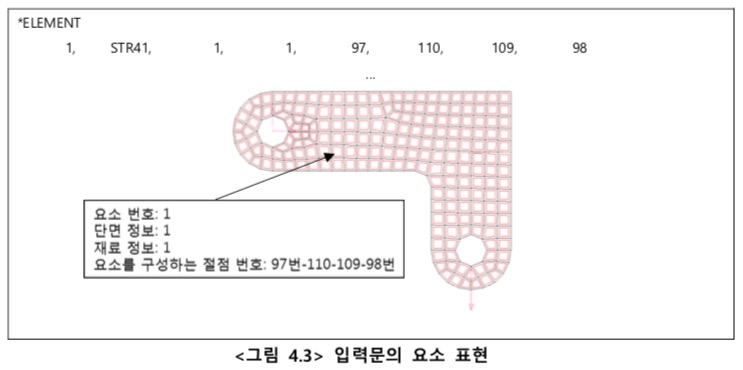 *ELEMENT
1, STR41, 1, 1, 97, 110, 109, 98
...
요소 번호: 1
단면 정보: 1
재료 정보: 1
요소를 구성하는 절점 번호: 97번-110-109-98번
<그림 4.3> 입력문의 요소 표현